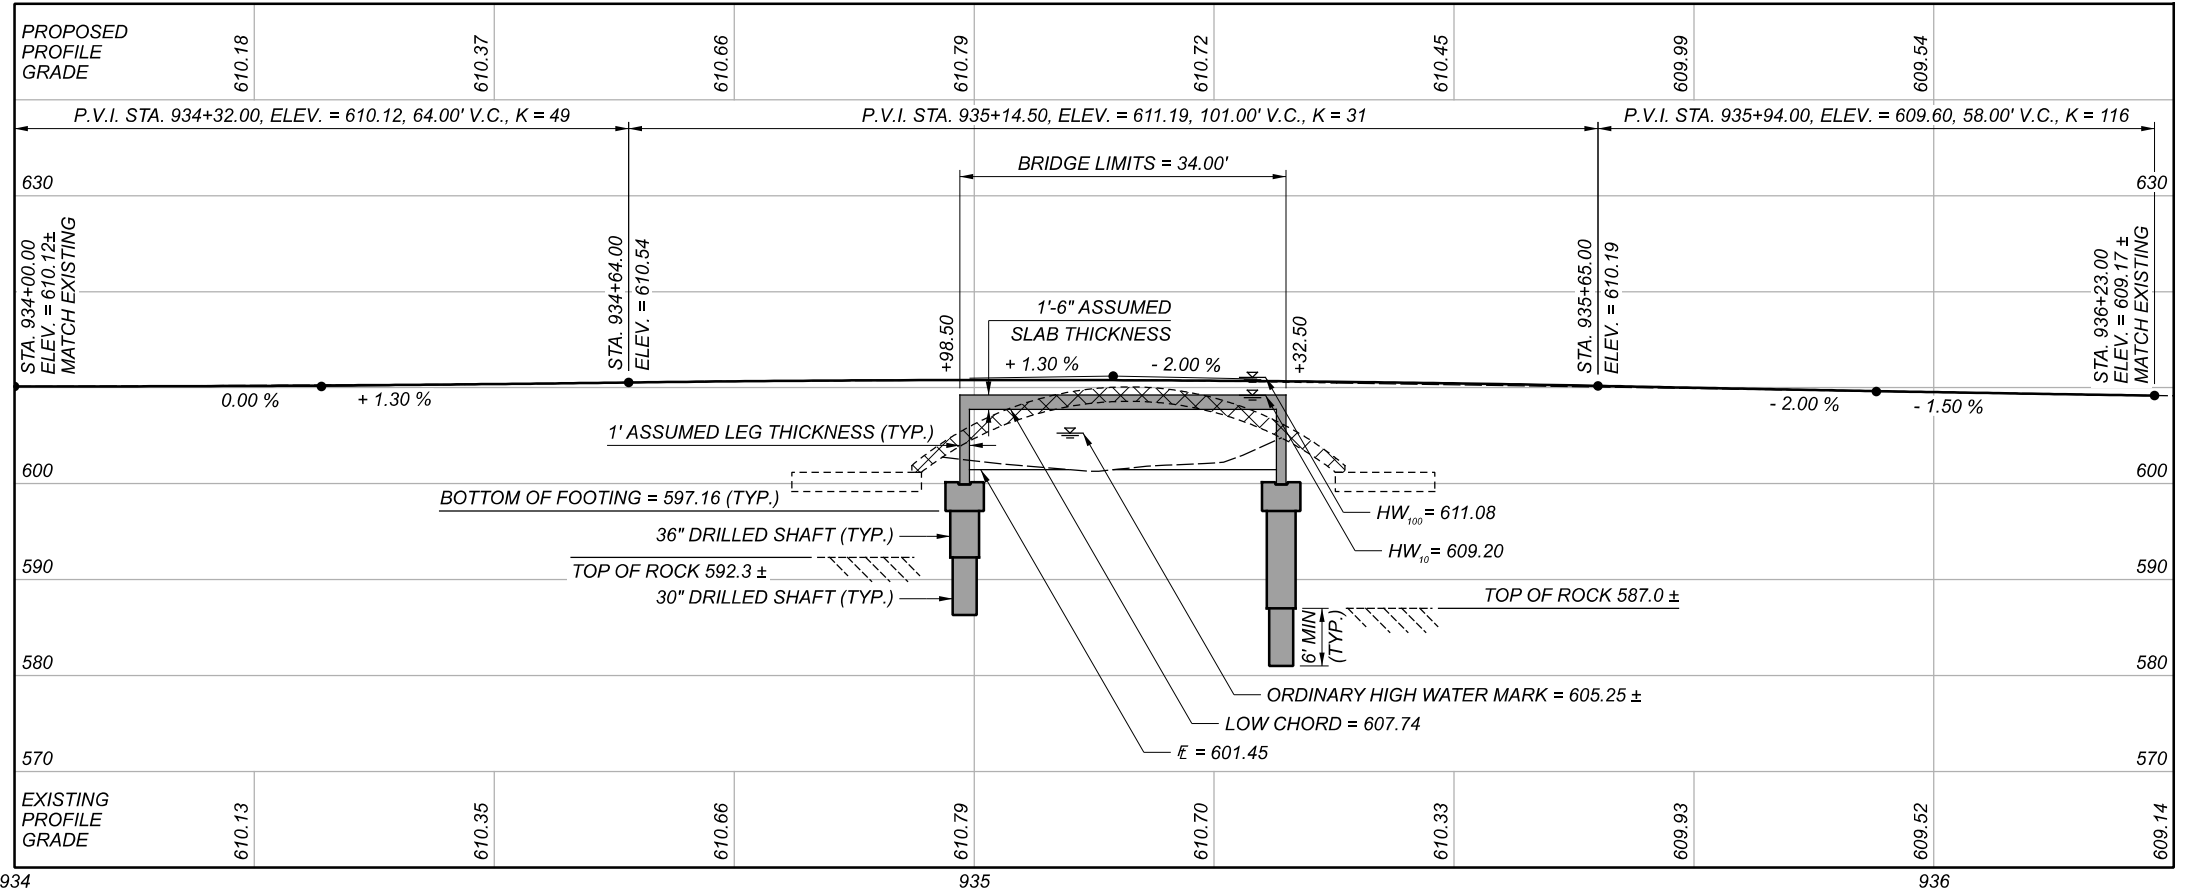 PROPOSED
PROFILE
GRADE
610.18
610.37
610.66
610.79
610.72
610.45
609.99
609.54
P.V.I. STA. 934+32.00, ELEV. = 610.12, 64.00' V.C., K = 49
P.V.I. STA. 935+14.50, ELEV. = 611.19, 101.00' V.C., K = 31
P.V.I. STA. 935+94.00, ELEV. = 609.60, 58.00' V.C., K = 116
BRIDGE LIMITS = 34.00'
630
630
STA. 934+00.00
ELEV. = 610.12±
MATCH EXISTING
STA. 934+64.00
ELEV. = 610.54
+98.50
1'-6" ASSUMED
SLAB THICKNESS
+32.50
STA. 935+65.00
ELEV. = 610.19
STA. 936+23.00
ELEV. = 609.17 ±
MATCH EXISTING
+ 1.30 %
- 2.00 %
0.00 %
+ 1.30 %
- 2.00 %
- 1.50 %
1' ASSUMED LEG THICKNESS (TYP.)
600
600
BOTTOM OF FOOTING = 597.16 (TYP.)
HW100 = 611.08
36" DRILLED SHAFT (TYP.)
HW10 = 609.20
590
590
TOP OF ROCK 592.3 ±
30" DRILLED SHAFT (TYP.)
TOP OF ROCK 587.0 ±
6' MIN
(TYP.)
580
580
ORDINARY HIGH WATER MARK = 605.25 ±
LOW CHORD = 607.74
FL = 601.45
570
570
EXISTING
PROFILE
GRADE
610.13
610.35
610.66
610.79
610.70
610.33
609.93
609.52
609.14
934
935
936